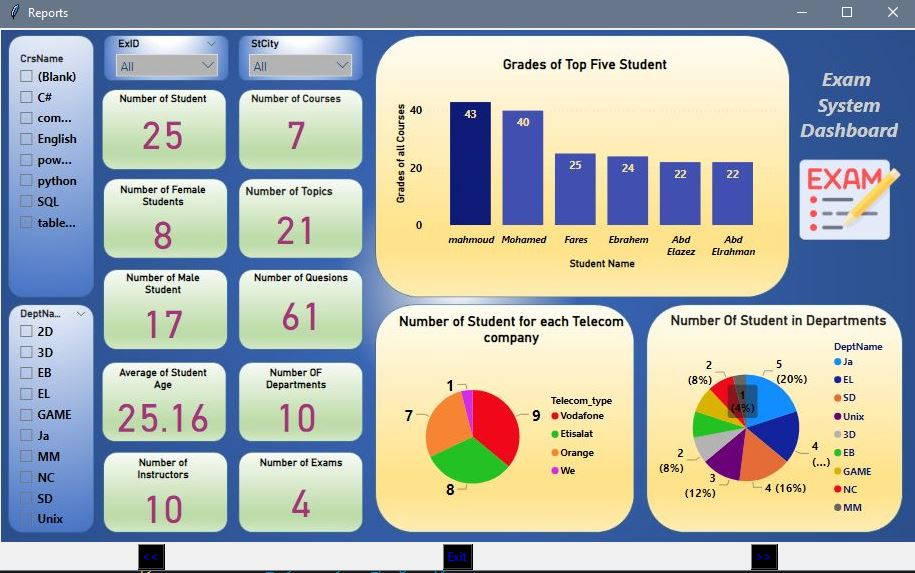 Reports
CrsName
(Blank)
C#
com...
English
pow...
python
SQL
table...
ExID
All
StCity
All
Number of Student
25
Number of Courses
7
Number of Female
Students
8
Number of Topics
21
Number of Male
Student
17
Number of Quesions
61
Average of Student
Age
25.16
Number OF
Departments
10
Number of
Instructors
10
Number of Exams
4
DeptNa...
2D
3D
EB
EL
GAME
Ja
MM
NC
SD
Unix
Grades of Top Five Student
Grades of all Courses
40
20
0
43
40
25
24
22
22
mahmoud
Mohamed
Fares
Ebrahem
Abd
Elazez
Abd
Elrahman
Student Name
Exam
System
Dashboard
EXAM
Number of Student for each Telecom
company
1
9
7
8
Telecom_type
Vodafone
Etisalat
Orange
We
Number Of Student in Departments
2
(8%)
5
(20%)
1
(4%)
4
(...)
2
(8%)
3
(12%)
4 (16%)
DeptName
Ja
EL
SD
Unix
3D
EB
GAME
NC
MM
<<
Exit
>>